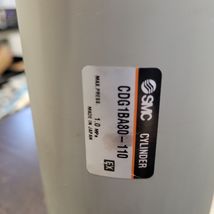 SMC
CYLINDER
CDG1BA80-110
MAX PRESS 1.0 MPa
MADE IN JAPAN
EX